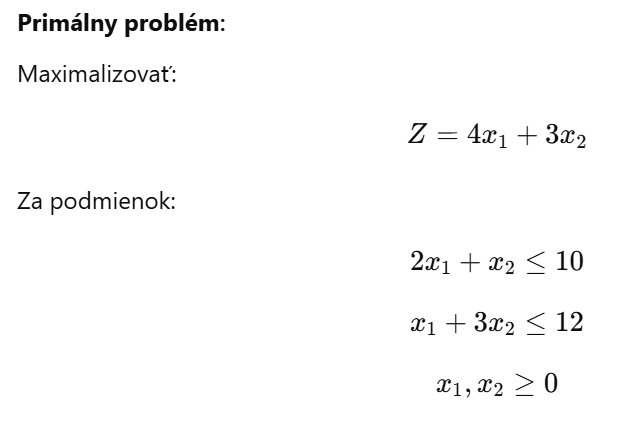 Primálny problém:
Maximalizovať:
Z = 4x₁ + 3x₂
Za podmienok:
2x₁ + x₂ ≤ 10
x₁ + 3x₂ ≤ 12
x₁, x₂ ≥ 0